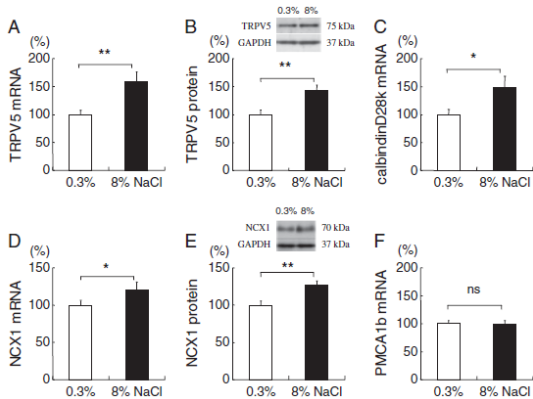 A
(%)
TRPV5 mRNA
200
150
100
50
0
**
0.3%
8% NaCl
B
(%)
TRPV5 protein
200
150
100
50
0
0.3% 8%
TRPV5
75 kDa
GAPDH
37 kDa
**
0.3%
8% NaCl
C
(%)
calbindinD28k mRNA
200
150
100
50
0
*
0.3%
8% NaCl
D
(%)
NCX1 mRNA
150
100
50
0
*
0.3%
8% NaCl
E
(%)
NCX1 protein
150
100
50
0
0.3% 8%
NCX1
70 kDa
GAPDH
37 kDa
**
0.3%
8% NaCl
F
(%)
PMCA1b mRNA
200
150
100
50
0
ns
0.3%
8% NaCl